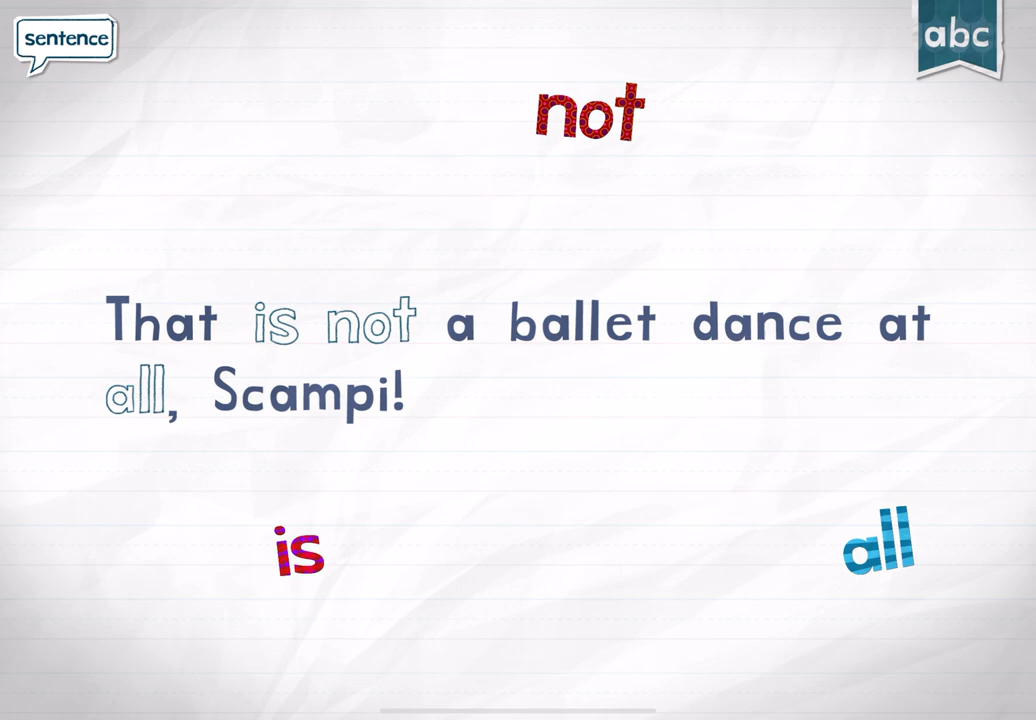 sentence
abc
not
That is not a ballet dance at
all, Scampi!
is
all